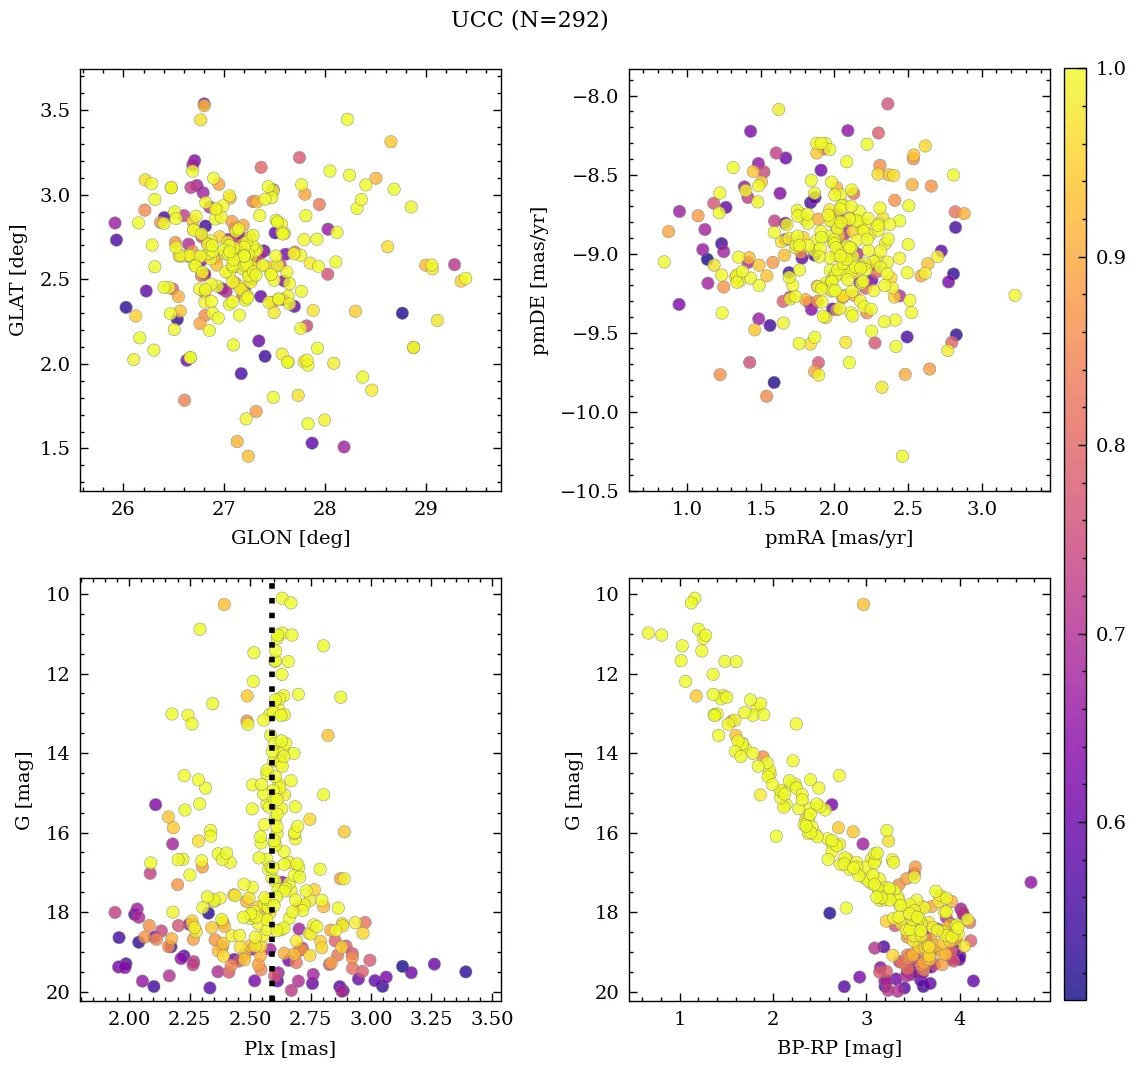 UCC (N=292)
3.5
3.0
2.5
2.0
1.5
GLAT [deg]
26 27 28 29
GLON [deg]
−8.0
−8.5
−9.0
−9.5
−10.0
−10.5
pmDE [mas/yr]
1.0 1.5 2.0 2.5 3.0
pmRA [mas/yr]
10
12
14
16
18
20
G [mag]
2.00 2.25 2.50 2.75 3.00 3.25 3.50
Plx [mas]
10
12
14
16
18
20
G [mag]
1 2 3 4
BP-RP [mag]
1.0
0.9
0.8
0.7
0.6